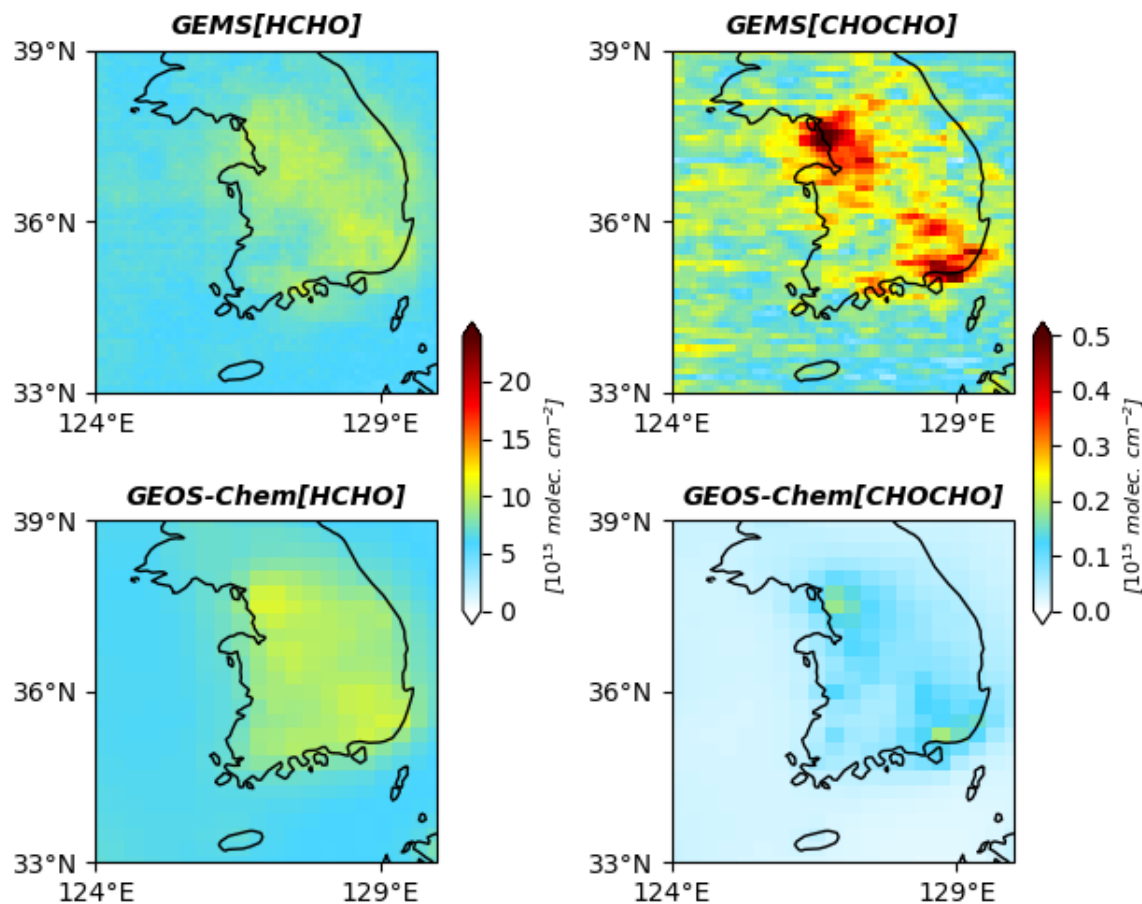 GEMS[HCHO]
39°N
36°N
33°N
124°E 129°E
20
15
10
5
0
[10¹⁵ molec. cm⁻²]
GEMS[CHOCHO]
39°N
36°N
33°N
124°E 129°E
0.5
0.4
0.3
0.2
0.1
0.0
[10¹⁵ molec. cm⁻²]
GEOS-Chem[HCHO]
39°N
36°N
33°N
124°E 129°E
GEOS-Chem[CHOCHO]
39°N
36°N
33°N
124°E 129°E